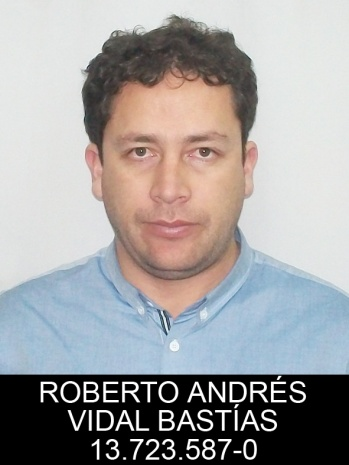 ROBERTO ANDRÉS
VIDAL BASTÍAS
13.723.587-0